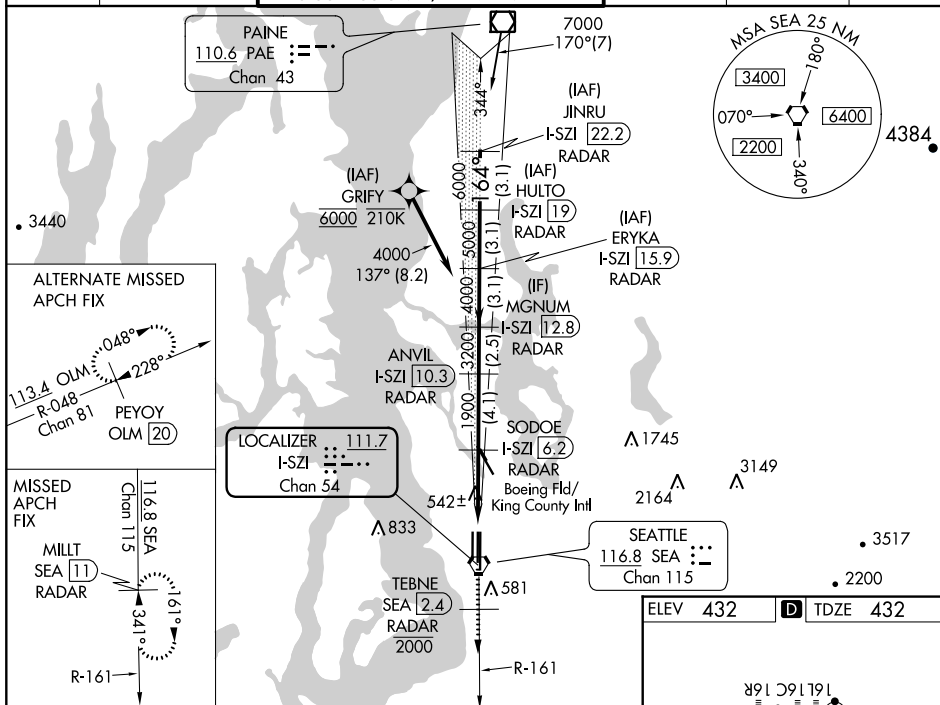 PAINE
110.6 PAE
Chan 43
7000
170°(7)
344°
(IAF)
JINRU
I-SZI 22.2
RADAR
MSA SEA 25 NM
180°
3400
070°
6400
2200
340°
4384
(IAF)
GRIFY
6000 210K
4000
137° (8.2)
6000
64°
(3.1)
(IAF)
HULTO
I-SZI 19
RADAR
5000
(3.1)
(IAF)
ERYKA
I-SZI 15.9
RADAR
4000
(3.1)
(IF)
MGNUM
I-SZI 12.8
RADAR
3200
(2.5)
ANVIL
I-SZI 10.3
RADAR
1900
(4.1)
SODOE
I-SZI 6.2
RADAR
Boeing Fld/
King County Intl
3440
ALTERNATE MISSED
APCH FIX
048°
228°
113.4 OLM
R-048
Chan 81
PEYOY
OLM 20
LOCALIZER 111.7
I-SZI
Chan 54
542±
1745
3149
2164
833
MISSED
APCH
FIX
116.8 SEA
Chan 115
MILLT
SEA 11
RADAR
161°
341°
R-161
SEATTLE
116.8 SEA
Chan 115
3517
2200
TEBNE
SEA 2.4
RADAR
2000
581
R-161
ELEV 432 D TDZE 432
16L 16C 16R